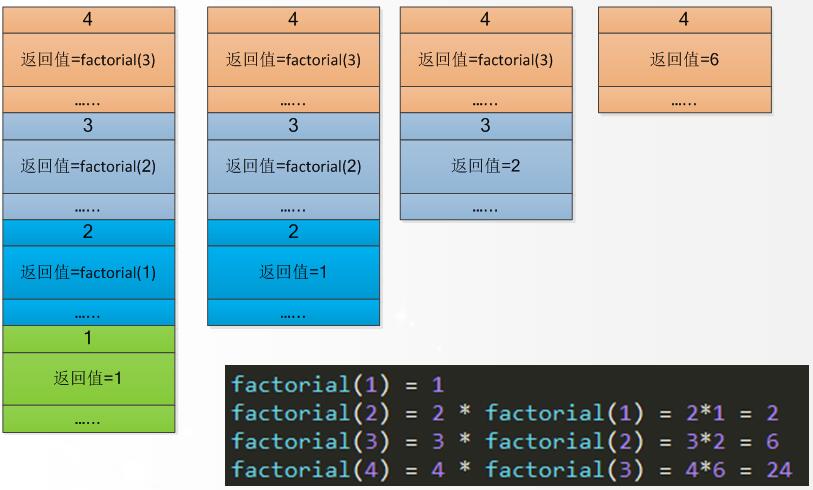 4
返回值=factorial(3)
......
3
返回值=factorial(2)
......
2
返回值=factorial(1)
......
1
返回值=1
......
4
返回值=factorial(3)
......
3
返回值=factorial(2)
......
2
返回值=1
......
4
返回值=factorial(3)
......
3
返回值=2
......
4
返回值=6
......
factorial(1) = 1
factorial(2) = 2 * factorial(1) = 2*1 = 2
factorial(3) = 3 * factorial(2) = 3*2 = 6
factorial(4) = 4 * factorial(3) = 4*6 = 24